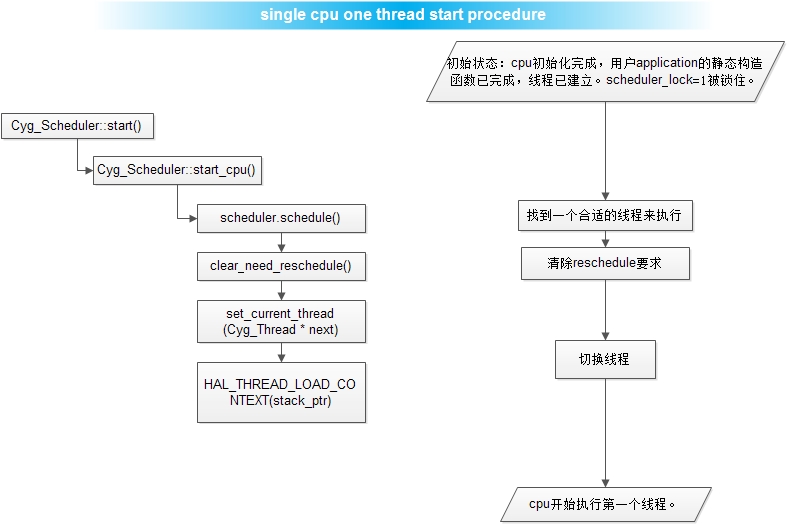 single cpu one thread start procedure
Cyg_Scheduler::start()
Cyg_Scheduler::start_cpu()
scheduler.schedule()
clear_need_reschedule()
set_current_thread
(Cyg_Thread * next)
HAL_THREAD_LOAD_CO
NTEXT(stack_ptr)
初始状态：cpu初始化完成，用户application的静态构造
函数已完成，线程已建立。scheduler_lock=1被锁住。
找到一个合适的线程来执行
清除reschedule要求
切换线程
cpu开始执行第一个线程。